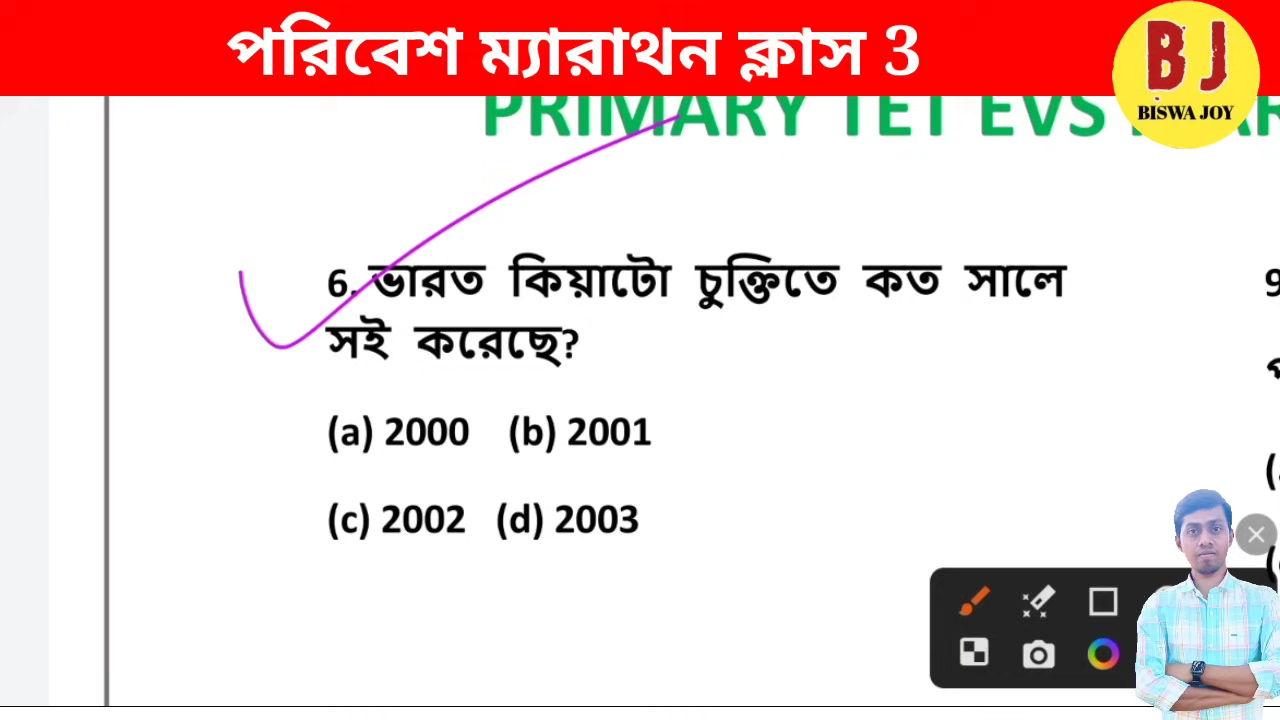 পরিবেশ ম্যারাথন ক্লাস 3
BJ
BISWA JOY
PRIMARY TET EVS
6. ভারত কিয়াটো চুক্তিতে কত সালে
সই করেছে?
(a) 2000 (b) 2001
(c) 2002 (d) 2003